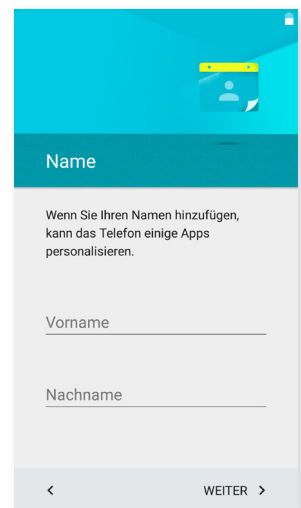 Name
Wenn Sie Ihren Namen hinzufügen,
kann das Telefon einige Apps
personalisieren.
Vorname
Nachname
WEITER